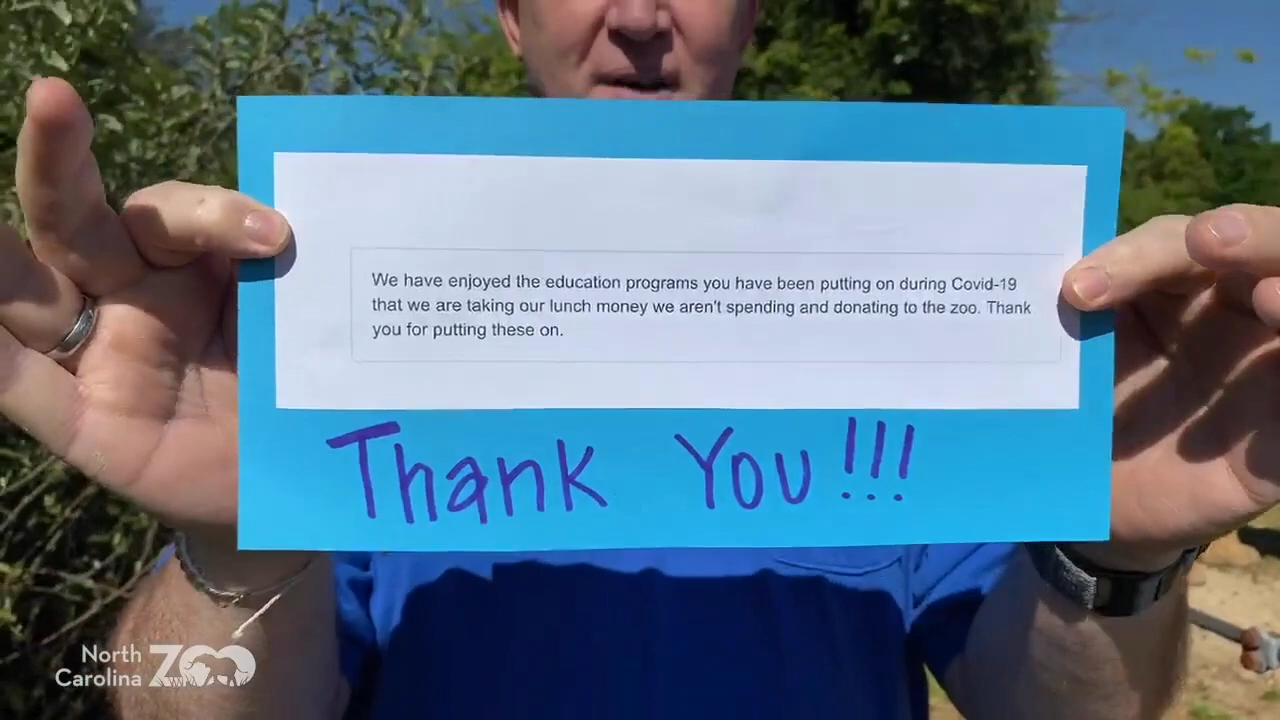 We have enjoyed the education programs you have been putting on during Covid-19
that we are taking our lunch money we aren't spending and donating to the zoo. Thank
you for putting these on.
Thank You!!!
North
Carolina ZOO